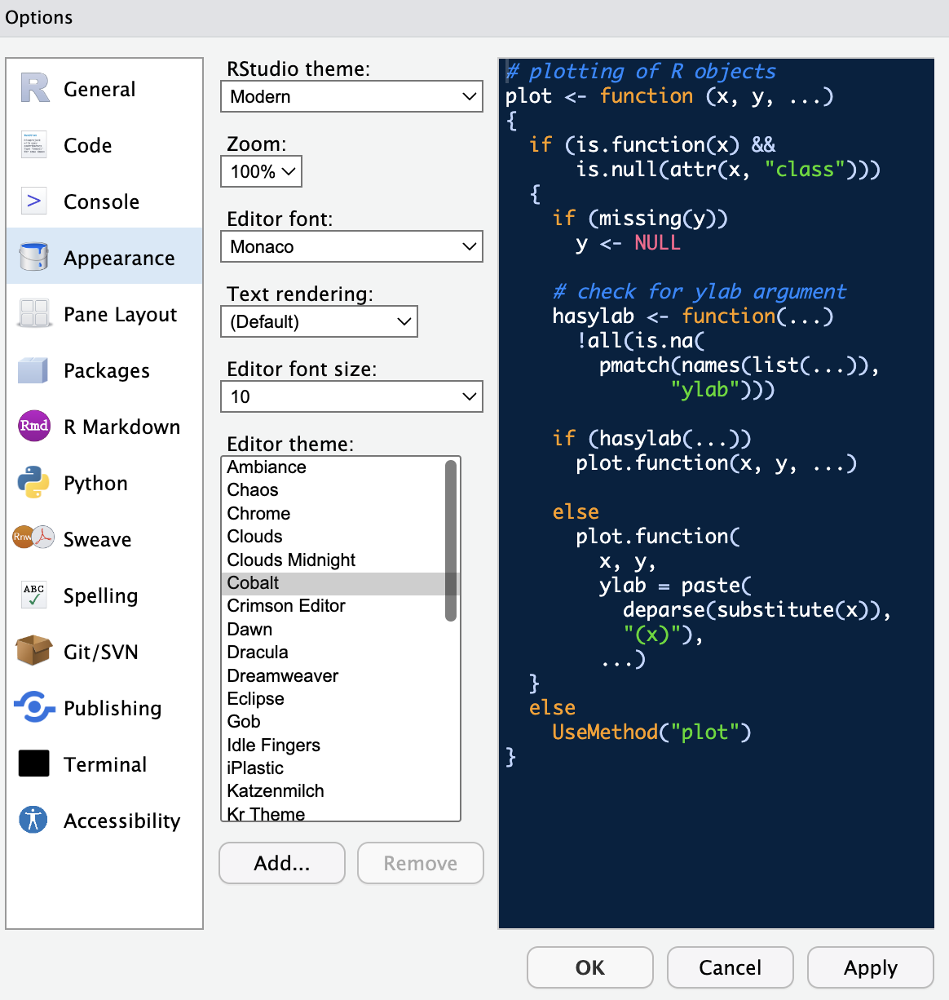 Options
General
Code
Console
Appearance
Pane Layout
Packages
Rmd
R Markdown
Python
Rnw
Sweave
ABC
Spelling
Git/SVN
Publishing
Terminal
Accessibility
RStudio theme:
Modern
Zoom:
100%
Editor font:
Monaco
Text rendering:
(Default)
Editor font size:
10
Editor theme:
Ambiance
Chaos
Chrome
Clouds
Clouds Midnight
Cobalt
Crimson Editor
Dawn
Dracula
Dreamweaver
Eclipse
Gob
Idle Fingers
iPlastic
Katzenmilch
Kr Theme
Add...
Remove
# plotting of R objects
plot <- function (x, y, ...)
{
  if (is.function(x) &&
      is.null(attr(x, "class")))
  {
    if (missing(y))
      y <- NULL
    # check for ylab argument
    hasylab <- function(...)
      !all(is.na(
        pmatch(names(list(...)),
              "ylab")))
    if (hasylab(...))
      plot.function(x, y, ...)
    else
      plot.function(
        x, y,
        ylab = paste(
          deparse(substitute(x)),
          "(x)"),
        ...)
  }
  else
    UseMethod("plot")
}
OK
Cancel
Apply